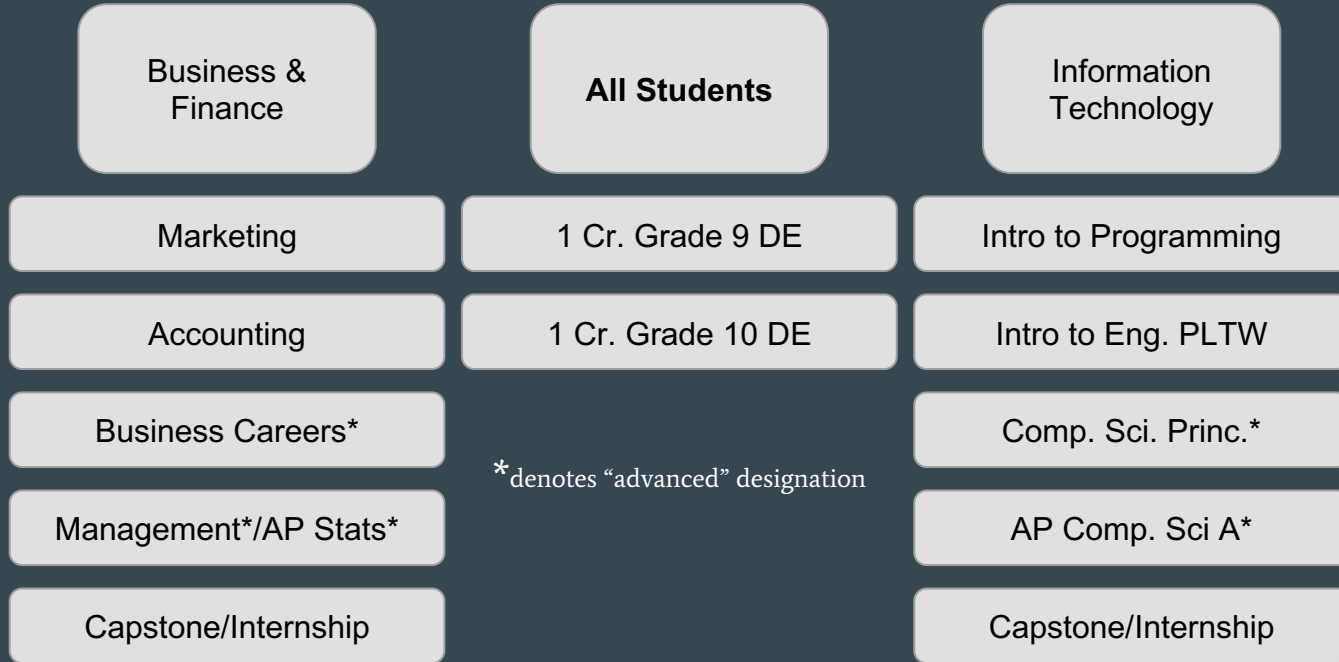 Business &
Finance
All Students
Information
Technology
Marketing
1 Cr. Grade 9 DE
Intro to Programming
Accounting
1 Cr. Grade 10 DE
Intro to Eng. PLTW
Business Careers*
Comp. Sci. Princ.*
*denotes “advanced” designation
Management*/AP Stats*
AP Comp. Sci A*
Capstone/Internship
Capstone/Internship